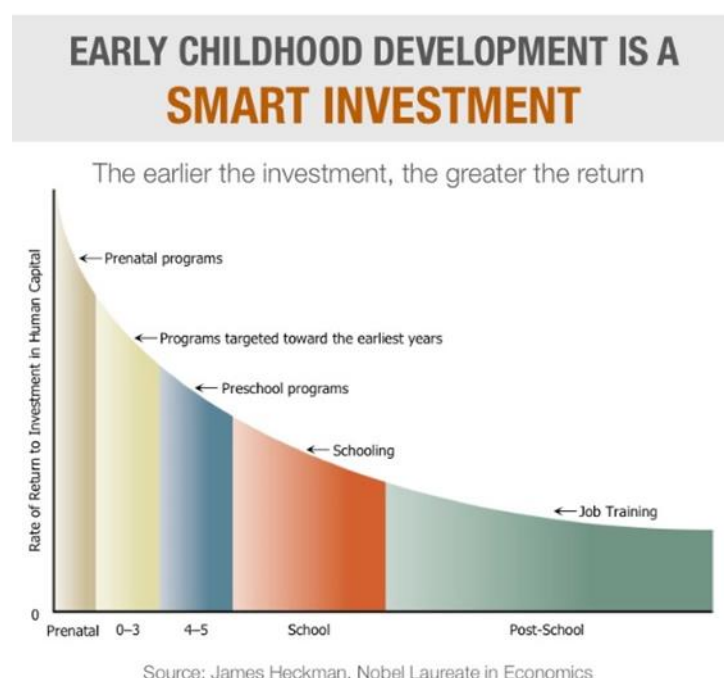 EARLY CHILDHOOD DEVELOPMENT IS A
SMART INVESTMENT
The earlier the investment, the greater the return
Rate of Return to Investment in Human Capital
Prenatal programs
Programs targeted toward the earliest years
Preschool programs
Schooling
Job Training
0
Prenatal 0–3 4–5 School Post-School
Source: James Heckman, Nobel Laureate in Economics